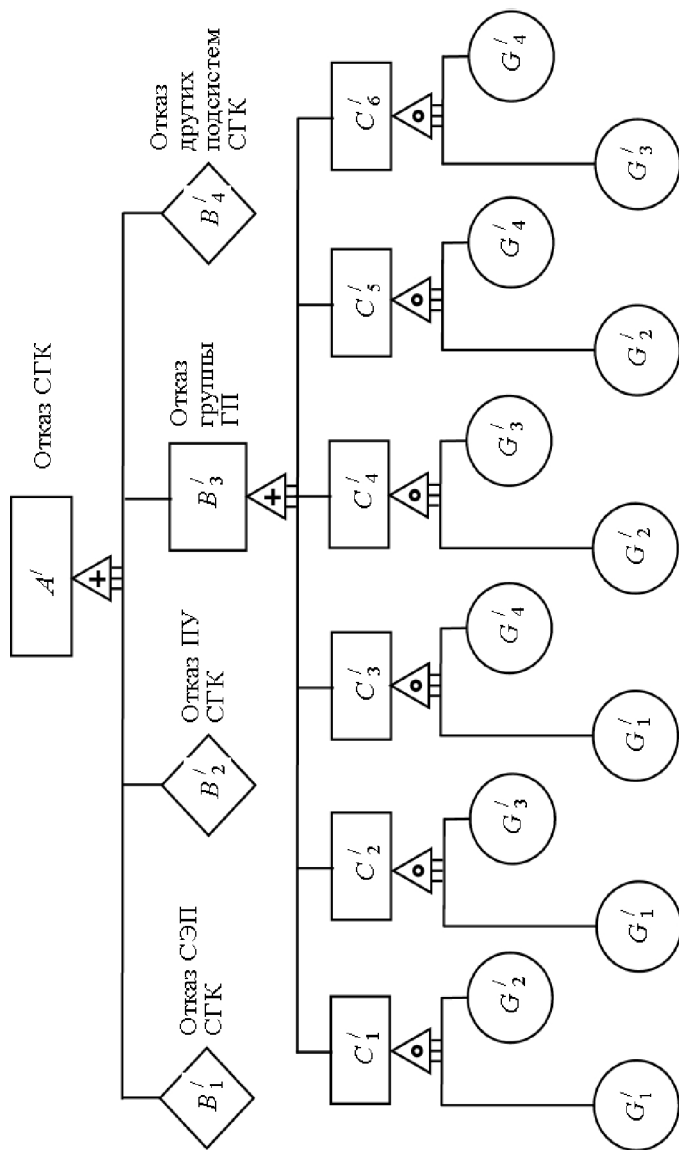 Отказ СГК
A′
Отказ СЭП
СГК
B′1
Отказ ПУ
СГК
B′2
Отказ
группы
ГП
B′3
Отказ
других
подсистем
СГК
B′4
C′1
C′2
C′3
C′4
C′5
C′6
G′1
G′2
G′1
G′3
G′1
G′4
G′2
G′3
G′2
G′4
G′3
G′4